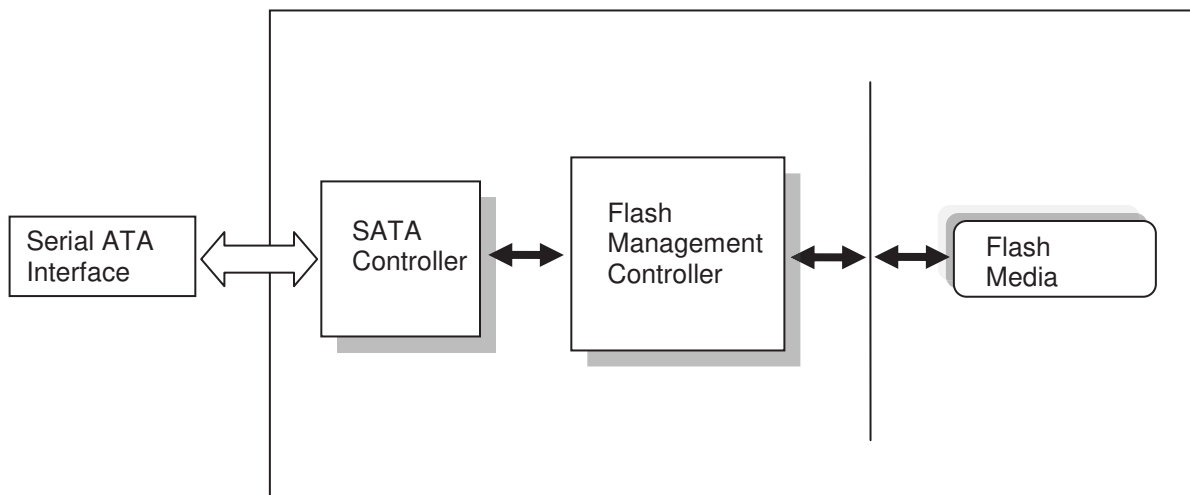 Serial ATA
Interface
SATA
Controller
Flash
Management
Controller
Flash
Media